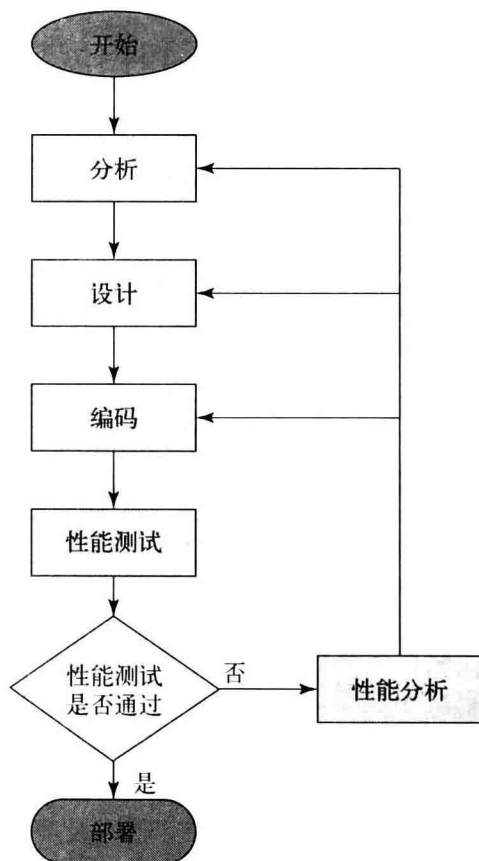 开始
分析
设计
编码
性能测试
性能测试
是否通过
否
性能分析
是
部署